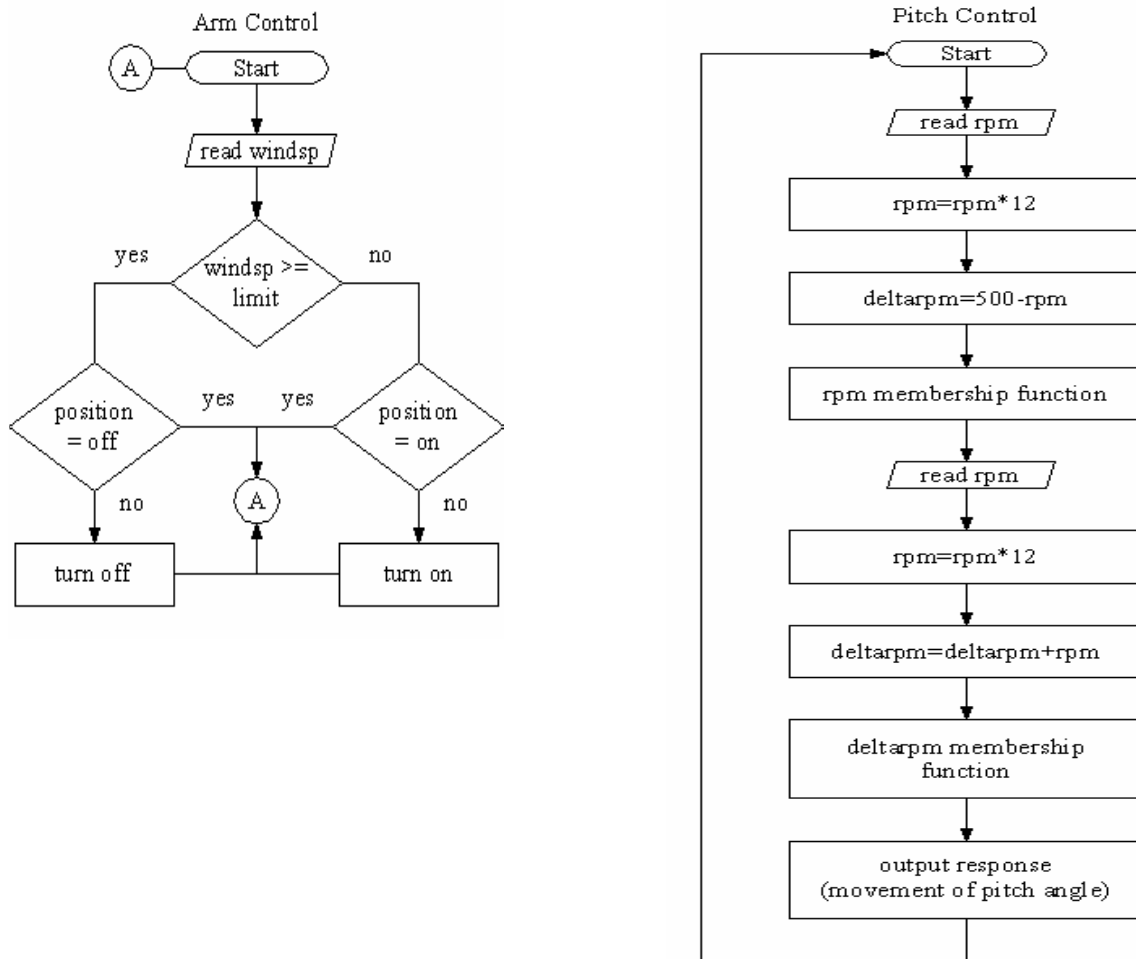 Arm Control
A
Start
read windsp
yes
no
windsp >=
limit
position
= off
yes
yes
position
= on
A
no
no
turn off
turn on
Pitch Control
Start
read rpm
rpm=rpm*12
deltarpm=500-rpm
rpm membership function
read rpm
rpm=rpm*12
deltarpm=deltarpm+rpm
deltarpm membership
function
output response
(movement of pitch angle)